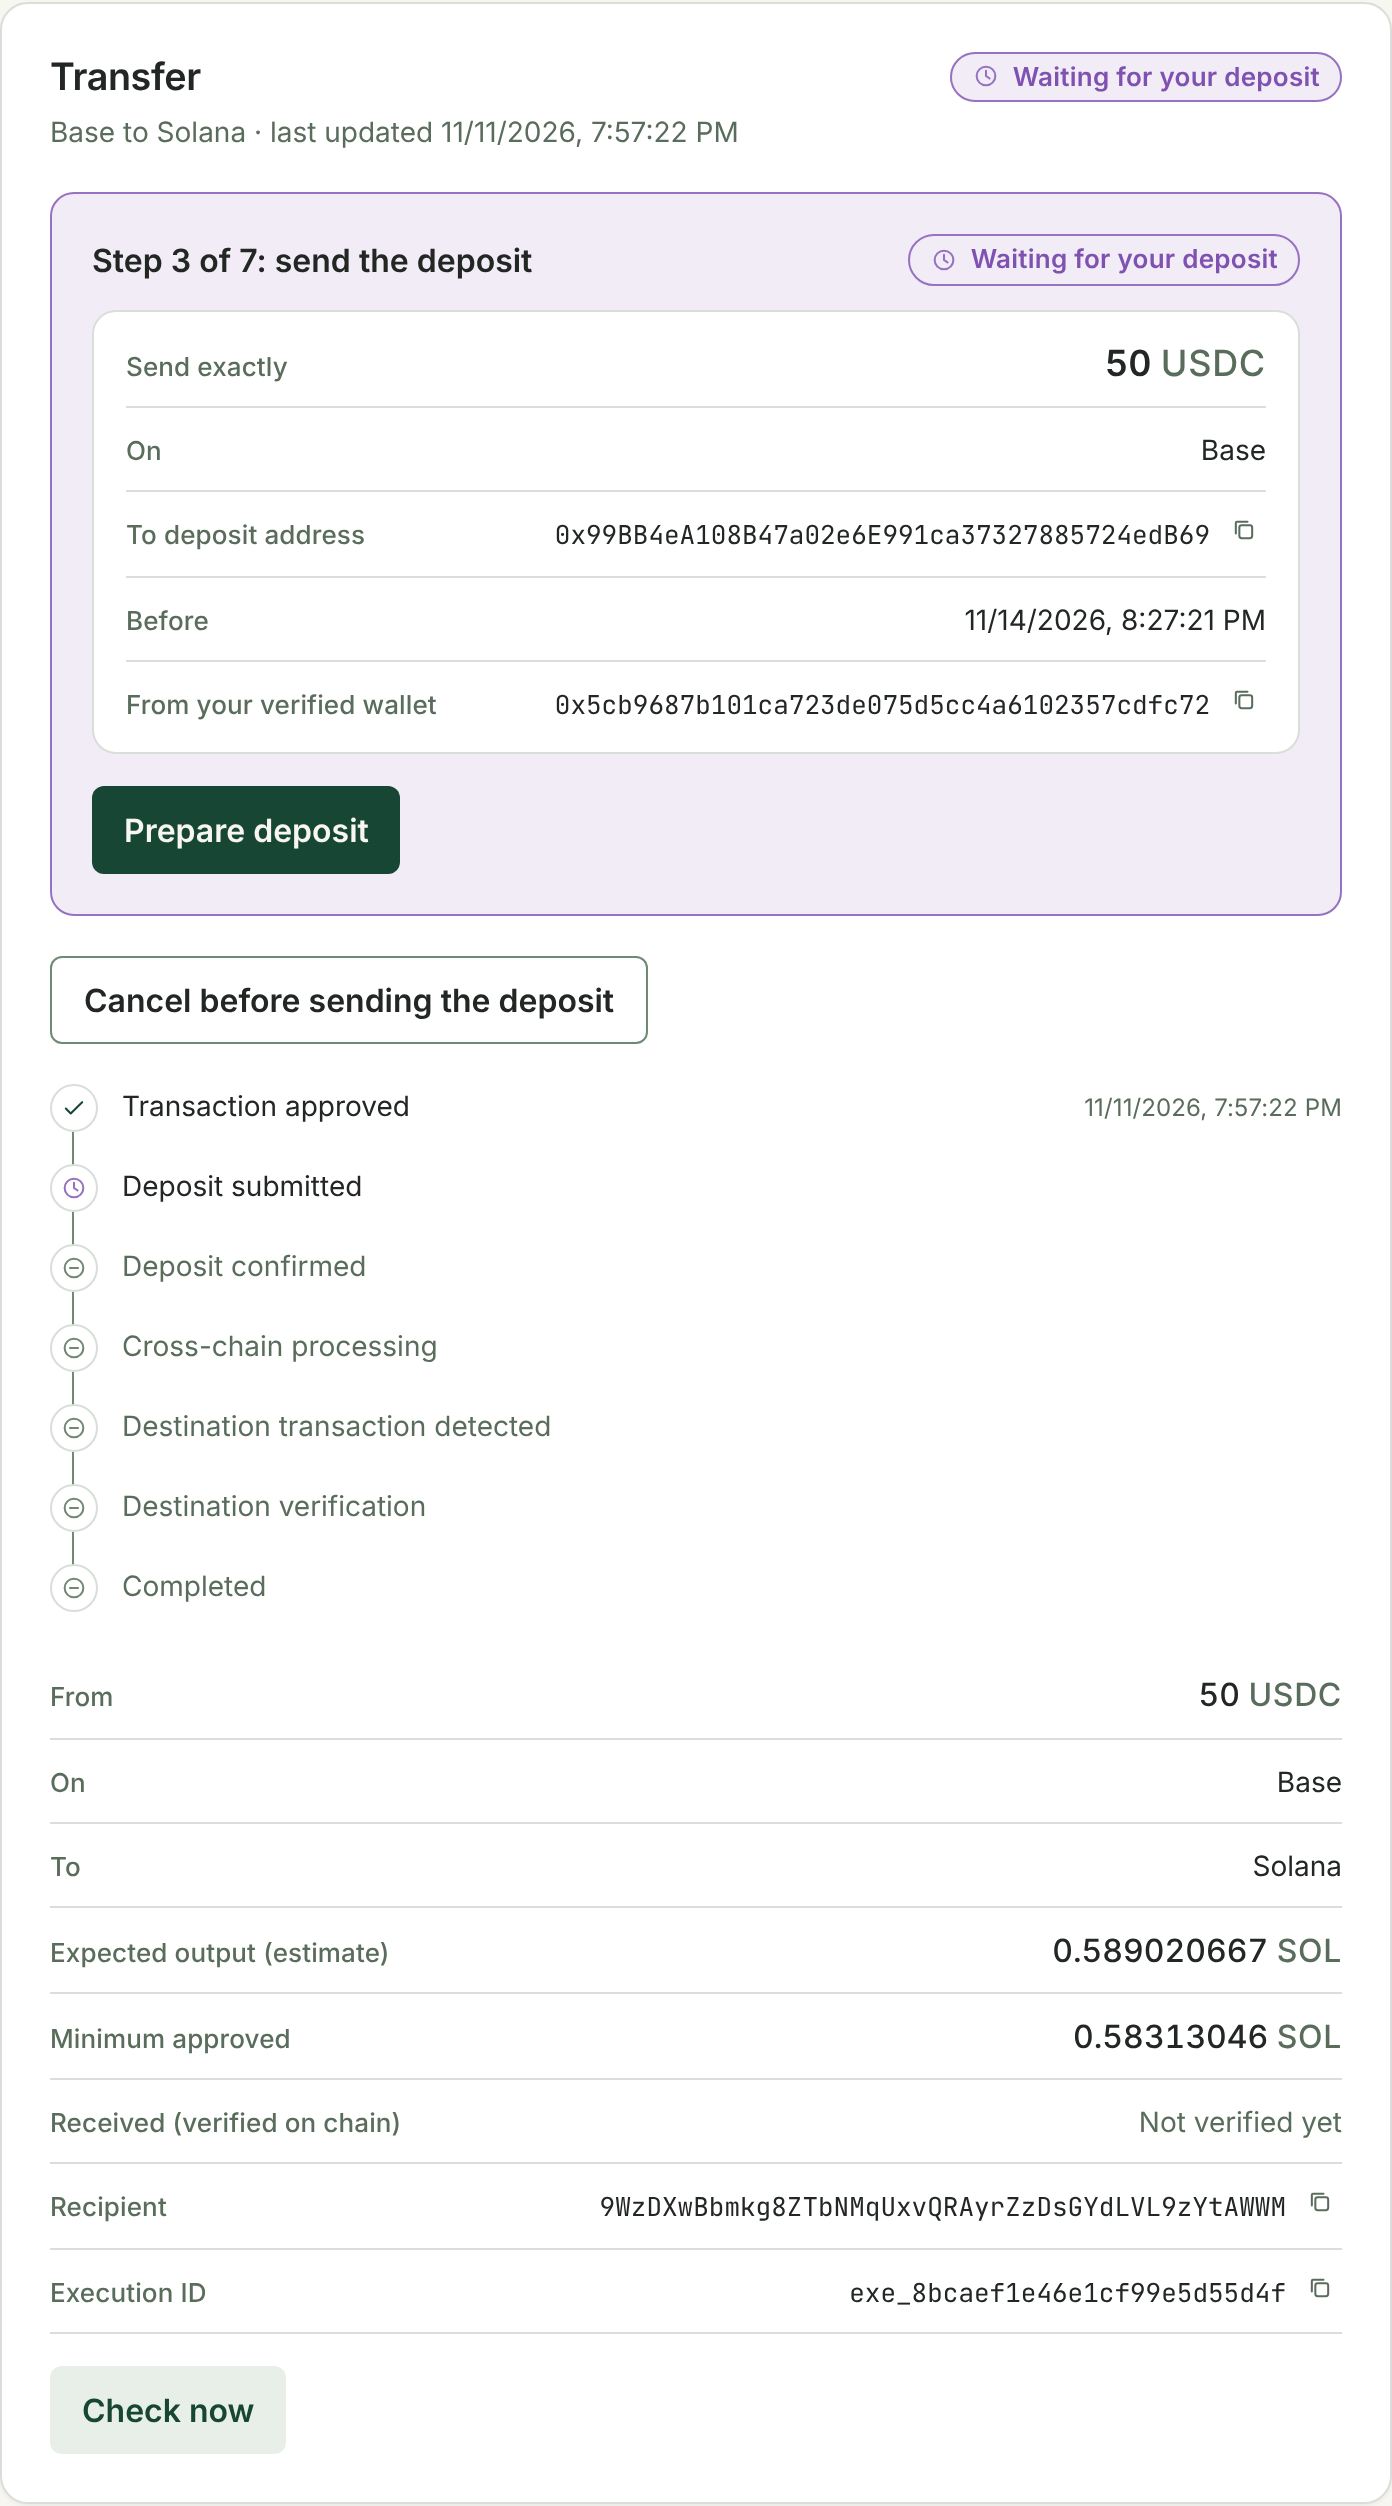 Transfer
Waiting for your deposit
Base to Solana · last updated 11/11/2026, 7:57:22 PM
Step 3 of 7: send the deposit
Waiting for your deposit
Send exactly 50 USDC
On Base
To deposit address 0x99BB4eA108B47a02e6E991ca37327885724edB69
Before 11/14/2026, 8:27:21 PM
From your verified wallet 0x5cb9687b101ca723de075d5cc4a6102357cdfc72
Prepare deposit
Cancel before sending the deposit
Transaction approved 11/11/2026, 7:57:22 PM
Deposit submitted
Deposit confirmed
Cross-chain processing
Destination transaction detected
Destination verification
Completed
From 50 USDC
On Base
To Solana
Expected output (estimate) 0.589020667 SOL
Minimum approved 0.58313046 SOL
Received (verified on chain) Not verified yet
Recipient 9WzDXwBbmkg8ZTbNMqUxvQRAyrZzDsGYdLVL9zYtAWWM
Execution ID exe_8bcaef1e46e1cf99e5d55d4f
Check now